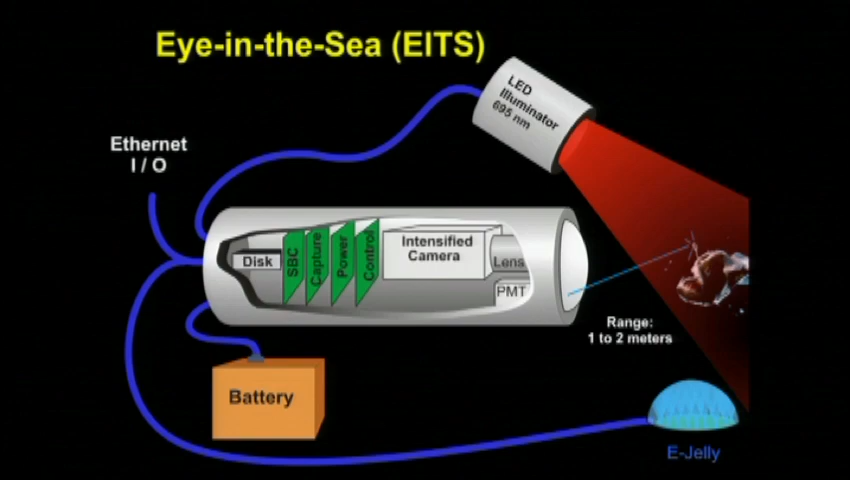 Eye-in-the-Sea (EITS)
LED
Illuminator
695 nm
Ethernet
I / O
Disk
SBC
Capture
Power
Control
Intensified
Camera
Lens
PMT
Range:
1 to 2 meters
Battery
E-Jelly